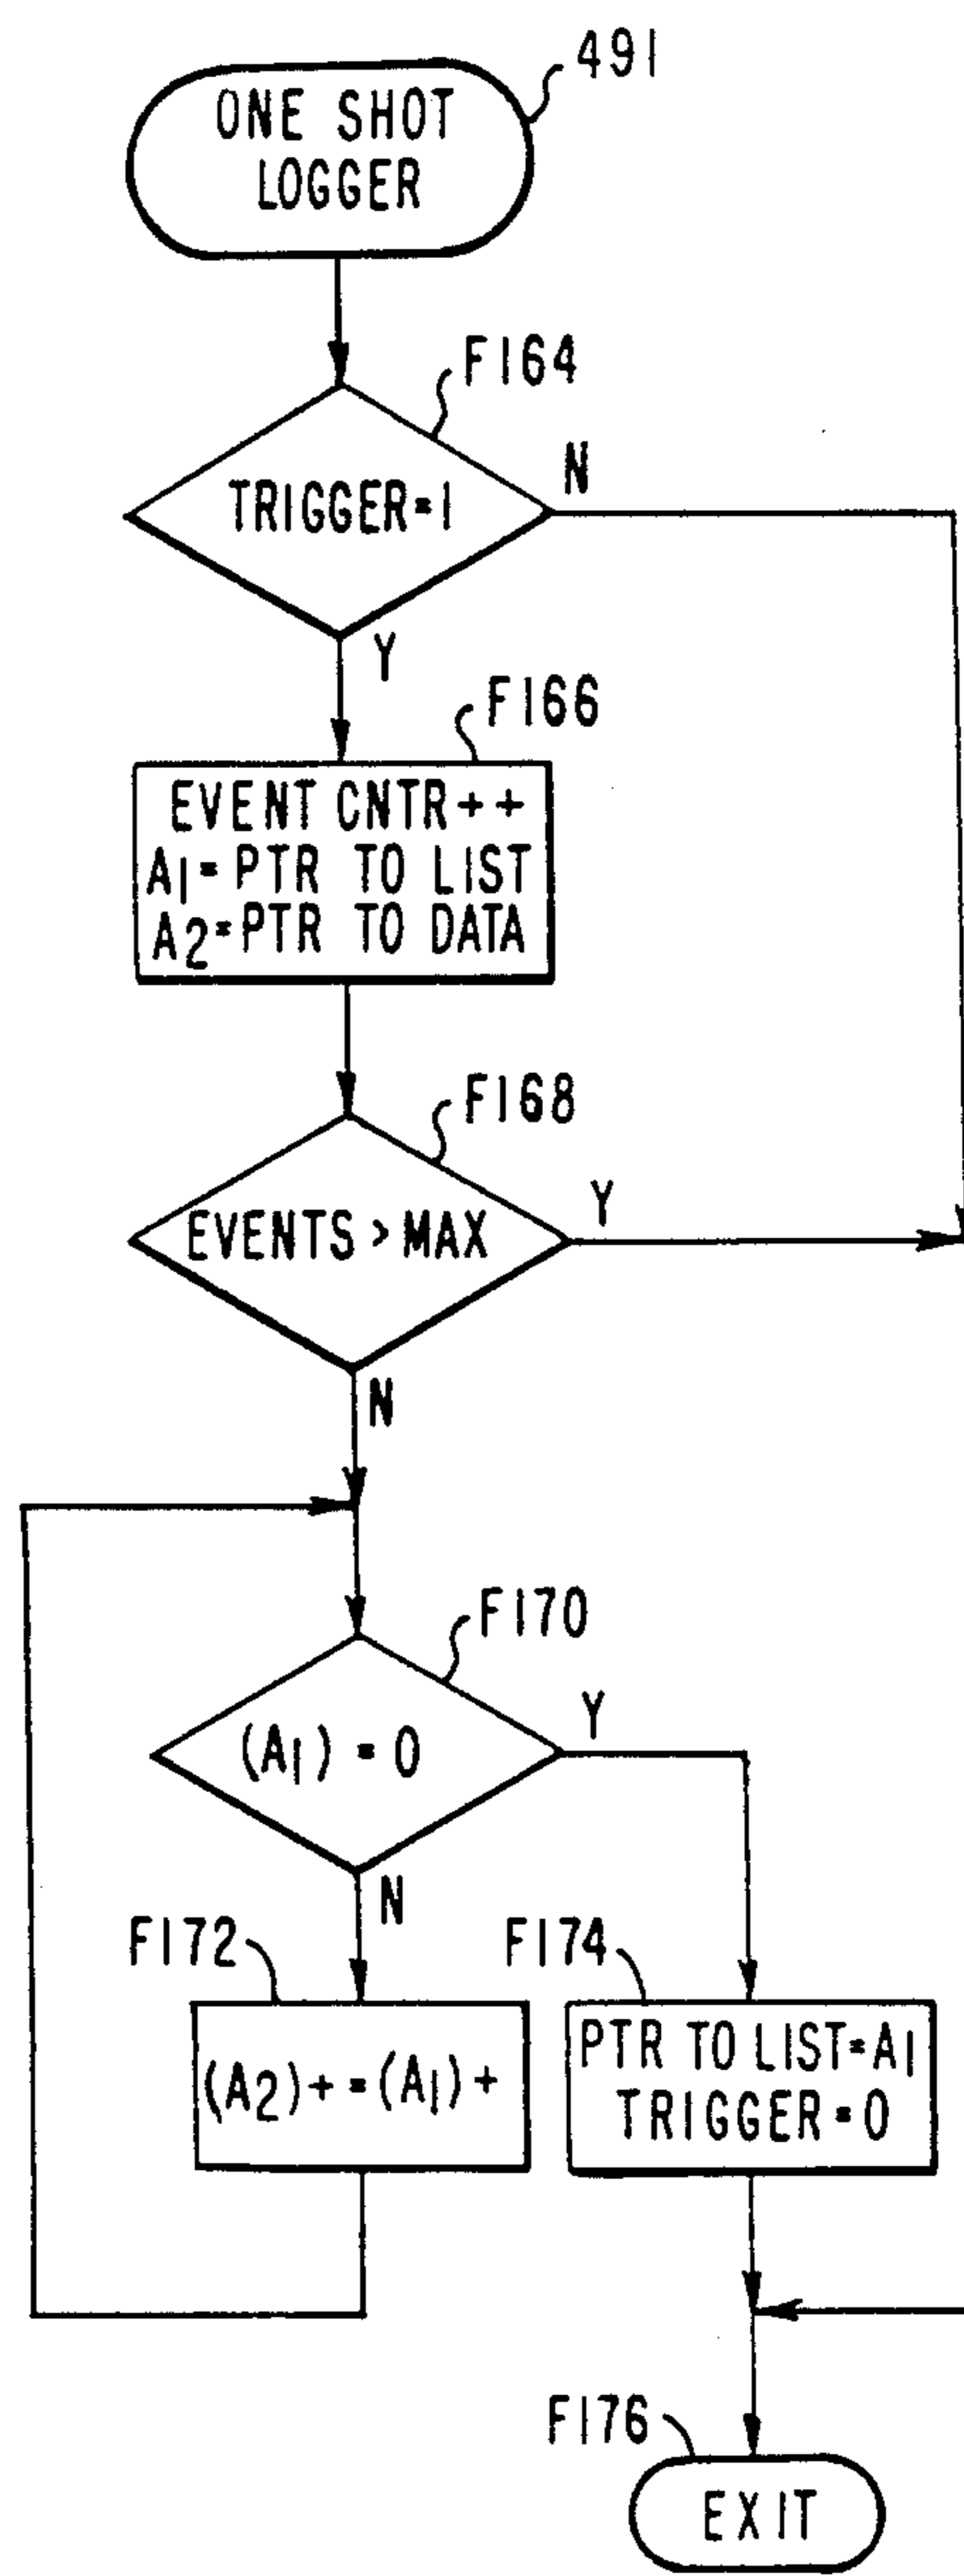 491
ONE SHOT
LOGGER
F164
TRIGGER=1
N
Y
F166
EVENT CNTR++
A1=PTR TO LIST
A2=PTR TO DATA
F168
EVENTS > MAX
Y
N
F170
(A1) = 0
Y
N
F172
(A2)+=(A1)+
F174
PTR TO LIST=A1
TRIGGER=0
F176
EXIT